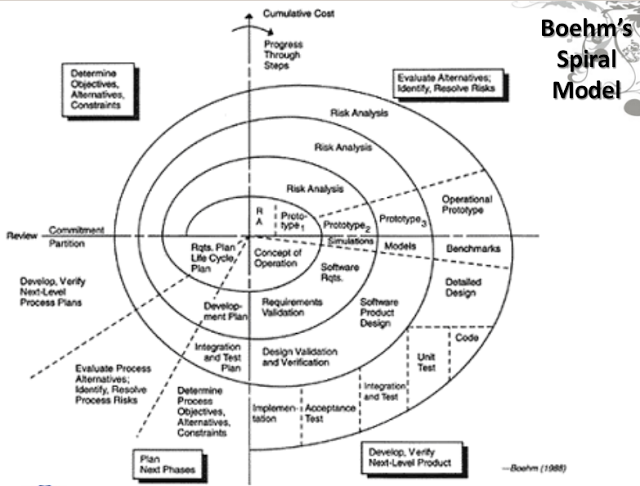 Boehm's
Spiral
Model
Cumulative Cost
Progress
Through
Steps
Determine
Objectives,
Alternatives,
Constraints
Evaluate Alternatives;
Identify, Resolve Risks
Risk Analysis
Risk Analysis
Risk Analysis
R
A
Proto-
type1
Prototype2
Prototype3
Operational
Prototype
Review
Commitment
Partition
Simulations
Models
Benchmarks
Rqts. Plan
Life Cycle
Plan
Concept of
Operation
Software
Rqts.
Detailed
Design
Develop, Verify
Next-Level
Process Plans
Develop-
ment Plan
Requirements
Validation
Software
Product
Design
Code
Integration
and Test
Plan
Design Validation
and Verification
Unit
Test
Evaluate Process
Alternatives;
Identify, Resolve
Process Risks
Determine
Process
Objectives,
Alternatives,
Constraints
Integration
and Test
Implemen-
tation
Acceptance
Test
Plan
Next Phases
Develop, Verify
Next-Level Product
—Boehm (1988)